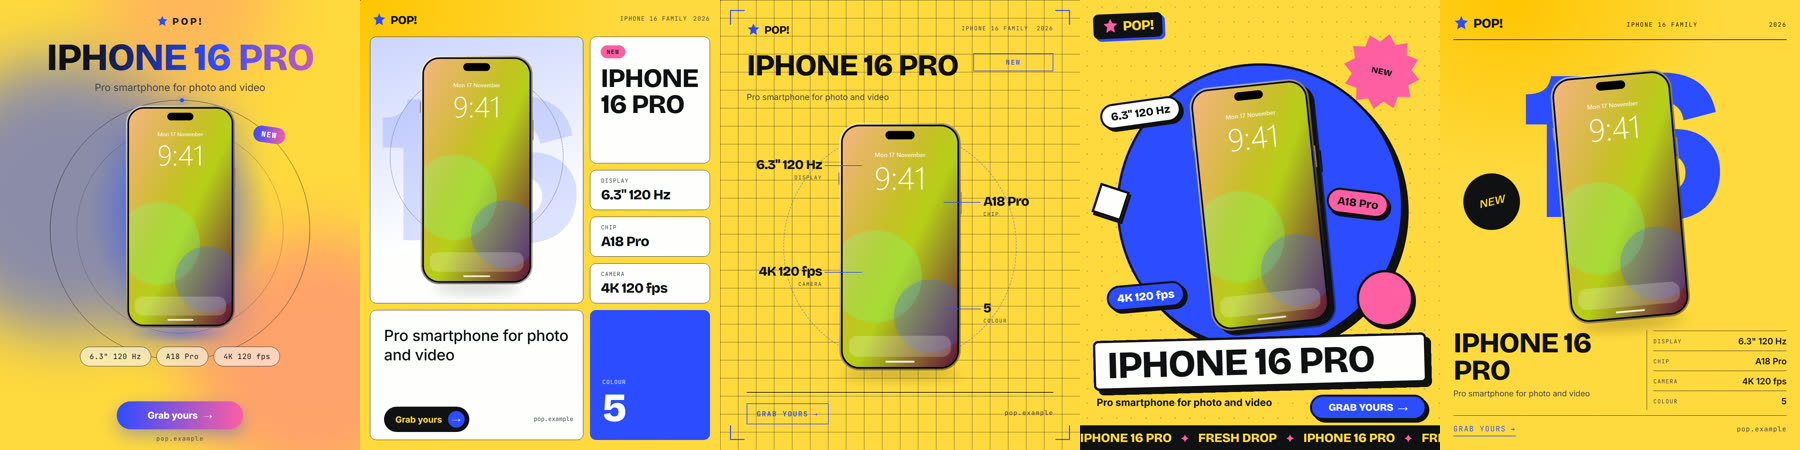 POP!
IPHONE 16 PRO
Pro smartphone for photo and video
NEW
Mon 17 November
9:41
6.3" 120 Hz
A18 Pro
4K 120 fps
Grab yours →
pop.example
POP!
IPHONE 16 FAMILY 2026
16
Mon 17 November
9:41
NEW
IPHONE
16 PRO
DISPLAY
6.3" 120 Hz
CHIP
A18 Pro
CAMERA
4K 120 fps
Pro smartphone for photo
and video
Grab yours →
pop.example
COLOUR
5
POP!
IPHONE 16 FAMILY 2026
IPHONE 16 PRO
NEW
Pro smartphone for photo and video
Mon 17 November
9:41
6.3" 120 Hz
DISPLAY
A18 Pro
CHIP
4K 120 fps
CAMERA
5
COLOUR
GRAB YOURS →
pop.example
POP!
NEW
6.3" 120 Hz
Mon 17 November
9:41
A18 Pro
4K 120 fps
IPHONE 16 PRO
Pro smartphone for photo and video
GRAB YOURS →
IPHONE 16 PRO ✦ FRESH DROP ✦ IPHONE 16 PRO ✦ FRE
POP!
IPHONE 16 FAMILY
2026
16
Mon 17 November
9:41
NEW
IPHONE 16
PRO
Pro smartphone for photo and video
DISPLAY
6.3" 120 Hz
CHIP
A18 Pro
CAMERA
4K 120 fps
COLOUR
5
GRAB YOURS →
pop.example